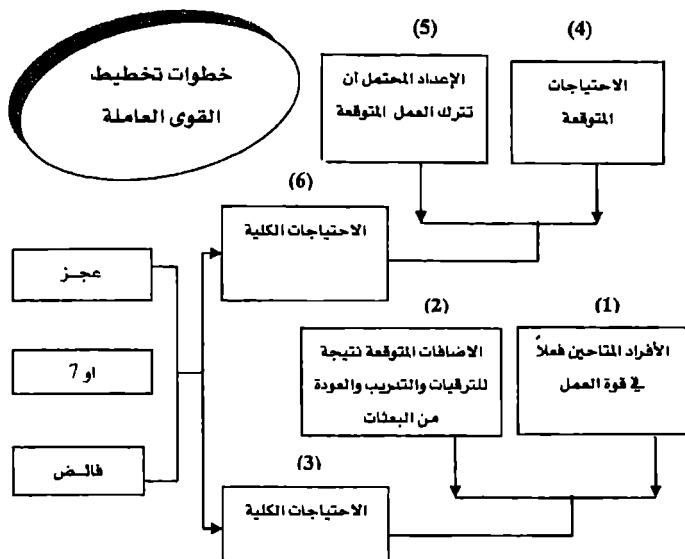 خطوات تخطيط
القوى العاملة
(4)
الاحتياجات
المتوقعة
(5)
الإعداد المحتمل أن
تترك العمل المتوقعة
(6)
الاحتياجات الكلية
(1)
الأفراد المتاحين فعلاً
في قوة العمل
(2)
الاضافات المتوقعة نتيجة
للترقيات والتدريب والعودة
من البعثات
(3)
الاحتياجات الكلية
عجـز
او 7
فائـض